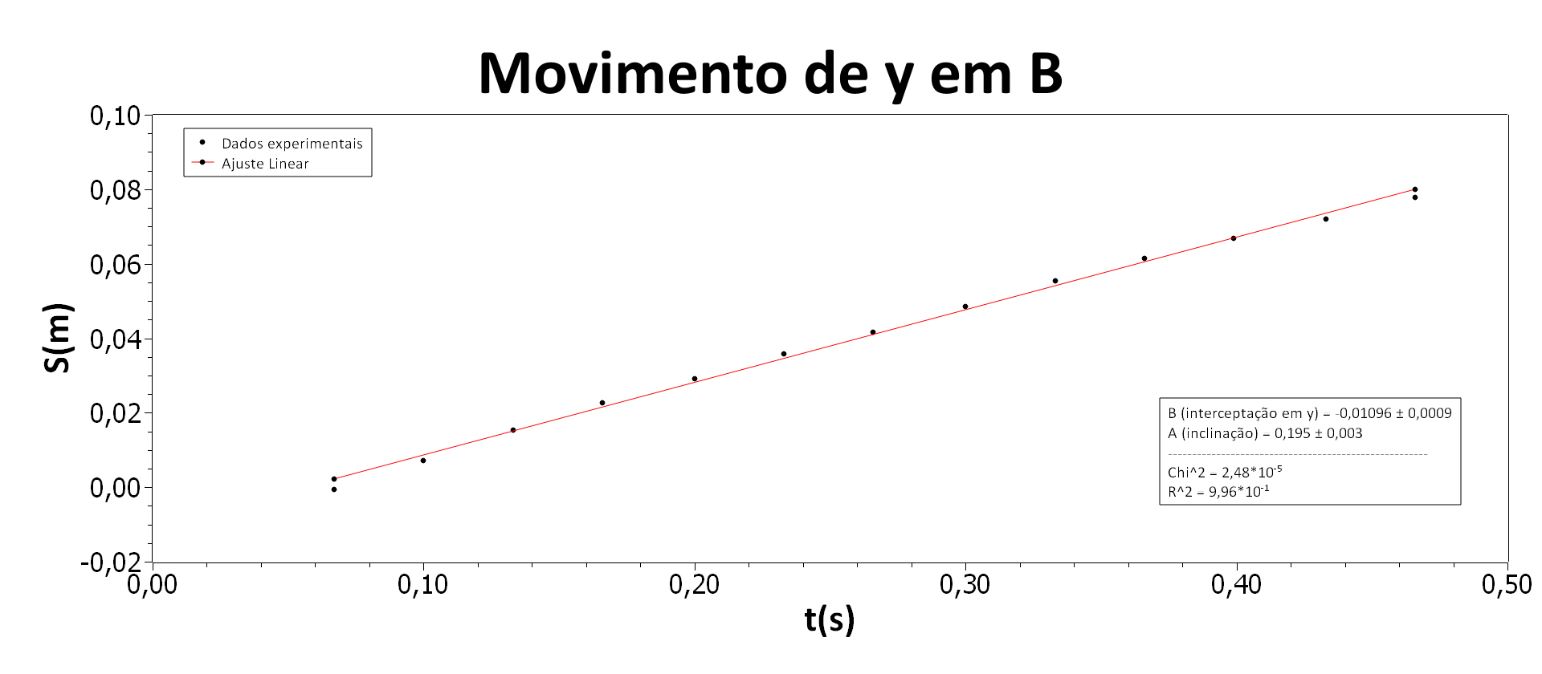 Movimento de y em B
Dados experimentais
Ajuste Linear
S(m)
0,10
0,08
0,06
0,04
0,02
0,00
-0,02
B (interceptação em y) = -0,01096 ± 0,0009
A (inclinação) = 0,195 ± 0,003
--------------------------------------------------------
Chi^2 = 2,48*10⁻⁵
R^2 = 9,96*10⁻¹
0,00 0,10 0,20 0,30 0,40 0,50
t(s)